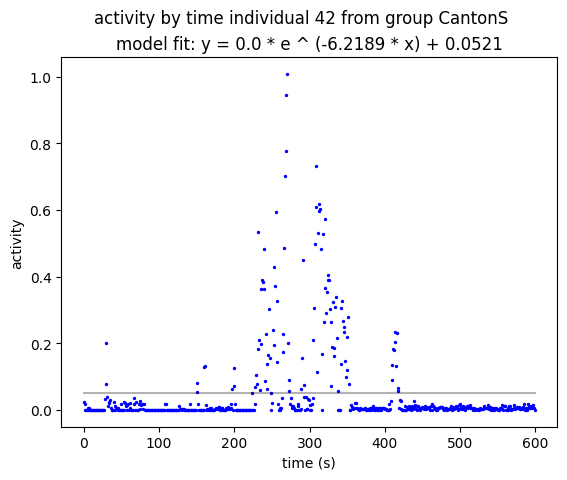 activity by time individual 42 from group CantonS
model fit: y = 0.0 * e ^ (-6.2189 * x) + 0.0521
1.0
0.8
0.6
0.4
0.2
0.0
activity
0 100 200 300 400 500 600
time (s)